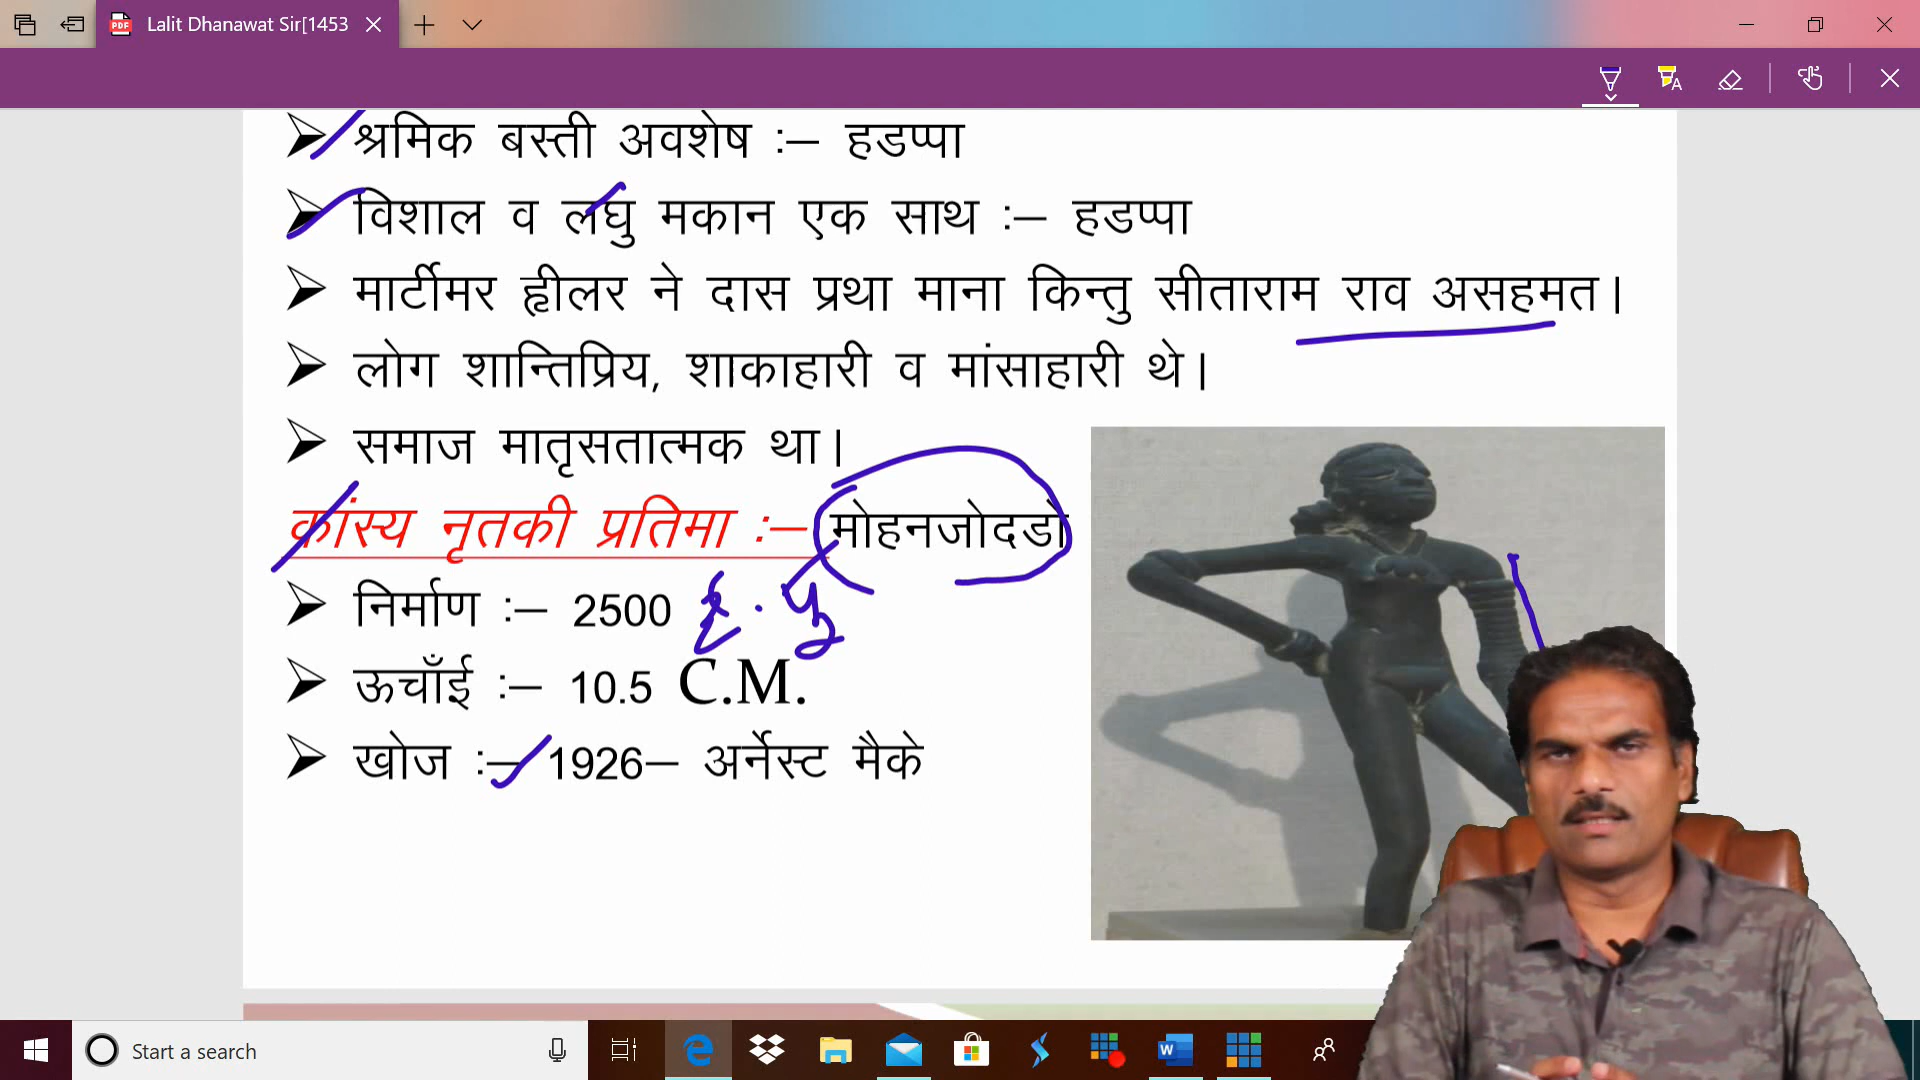 Lalit Dhanawat Sir[1453
श्रमिक बस्ती अवशेष :– हडप्पा
विशाल व लघु मकान एक साथ :– हडप्पा
मार्टीमर ह्वीलर ने दास प्रथा माना किन्तु सीताराम राव असहमत।
लोग शान्तिप्रिय, शाकाहारी व मांसाहारी थे।
समाज मातृसतात्मक था।
कांस्य नृतकी प्रतिमा :– मोहनजोदडो
निर्माण :– 2500 ई. पू
ऊचाँई :– 10.5 C.M.
खोज :– 1926– अर्नेस्ट मैके
Start a search